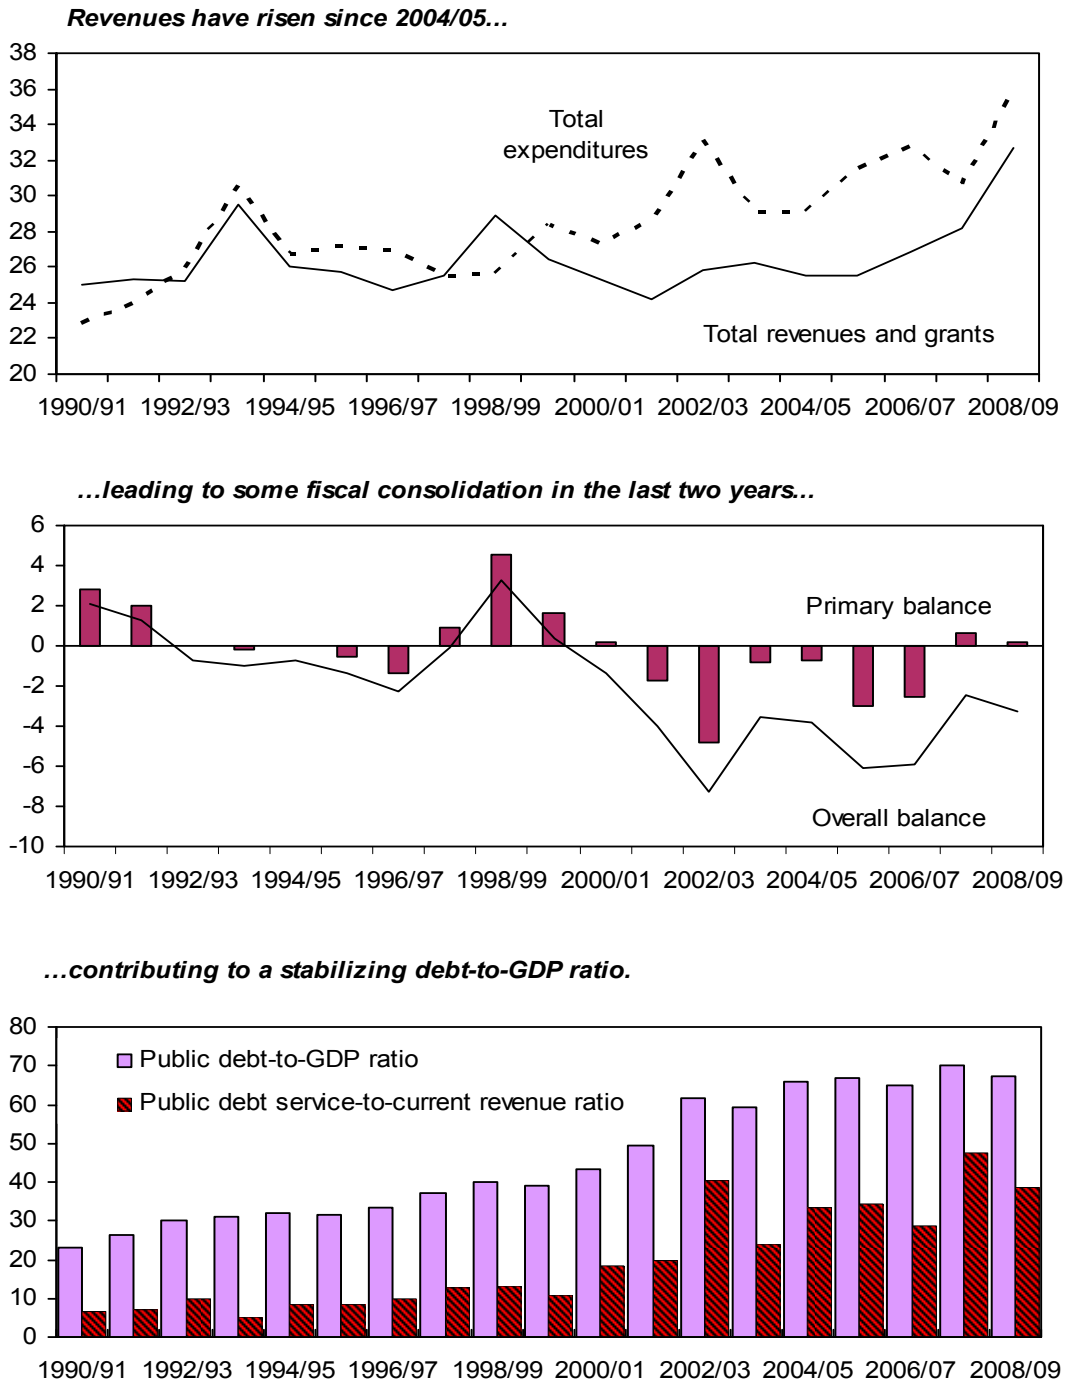 Revenues have risen since 2004/05…
38
36
34
32
30
28
26
24
22
20
Total
expenditures
Total revenues and grants
1990/91 1992/93 1994/95 1996/97 1998/99 2000/01 2002/03 2004/05 2006/07 2008/09
…leading to some fiscal consolidation in the last two years…
6
4
2
0
-2
-4
-6
-8
-10
Primary balance
Overall balance
1990/91 1992/93 1994/95 1996/97 1998/99 2000/01 2002/03 2004/05 2006/07 2008/09
…contributing to a stabilizing debt-to-GDP ratio.
80
70
60
50
40
30
20
10
0
Public debt-to-GDP ratio
Public debt service-to-current revenue ratio
1990/91 1992/93 1994/95 1996/97 1998/99 2000/01 2002/03 2004/05 2006/07 2008/09